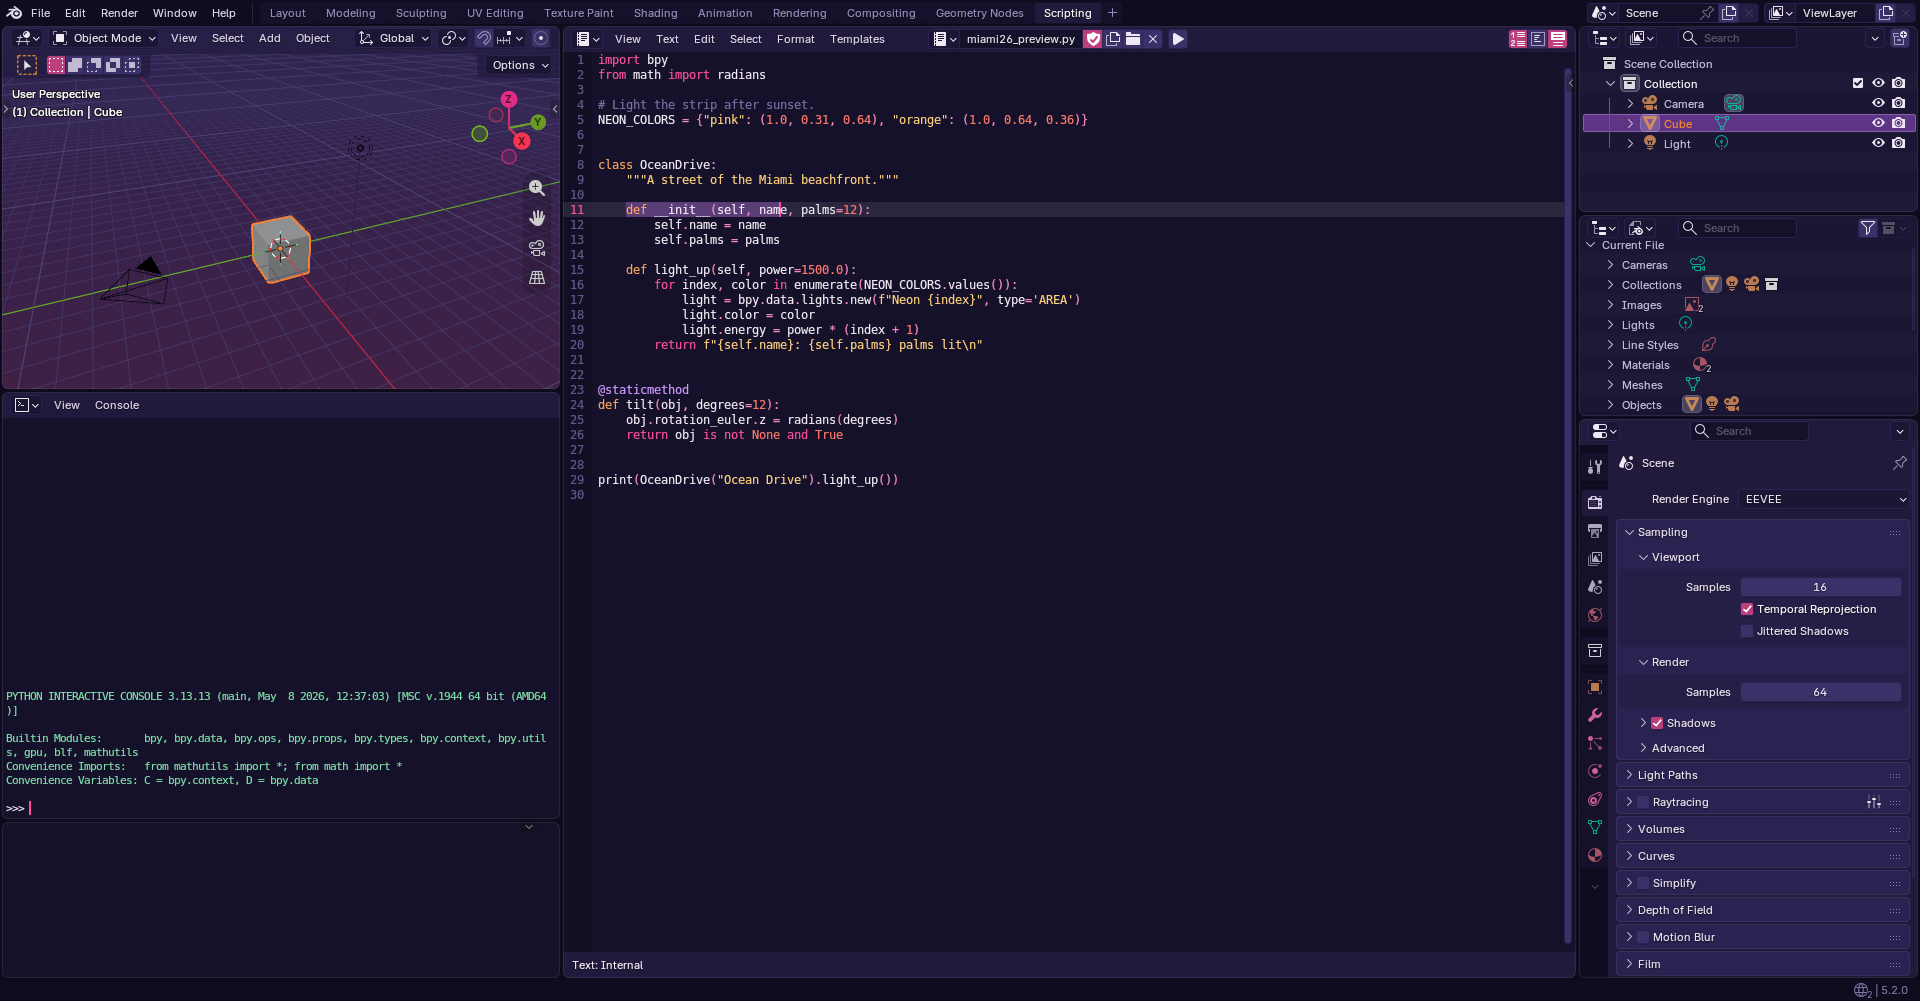 File Edit Render Window Help Layout Modeling Sculpting UV Editing Texture Paint Shading Animation Rendering Compositing Geometry Nodes Scripting + Scene ViewLayer
Object Mode View Select Add Object Global
Options
User Perspective
(1) Collection | Cube
Z
Y
X
View Console
PYTHON INTERACTIVE CONSOLE 3.13.13 (main, May  8 2026, 12:37:03) [MSC v.1944 64 bit (AMD64
)]
Builtin Modules:       bpy, bpy.data, bpy.ops, bpy.props, bpy.types, bpy.context, bpy.util
s, gpu, blf, mathutils
Convenience Imports:   from mathutils import *; from math import *
Convenience Variables: C = bpy.context, D = bpy.data
>>>
View Text Edit Select Format Templates miami26_preview.py
1 import bpy
2 from math import radians
3
4 # Light the strip after sunset.
5 NEON_COLORS = {"pink": (1.0, 0.31, 0.64), "orange": (1.0, 0.64, 0.36)}
6
7
8 class OceanDrive:
9     """A street of the Miami beachfront."""
10
11     def __init__(self, name, palms=12):
12         self.name = name
13         self.palms = palms
14
15     def light_up(self, power=1500.0):
16         for index, color in enumerate(NEON_COLORS.values()):
17             light = bpy.data.lights.new(f"Neon {index}", type='AREA')
18             light.color = color
19             light.energy = power * (index + 1)
20         return f"{self.name}: {self.palms} palms lit\n"
21
22
23 @staticmethod
24 def tilt(obj, degrees=12):
25     obj.rotation_euler.z = radians(degrees)
26     return obj is not None and True
27
28
29 print(OceanDrive("Ocean Drive").light_up())
30
Text: Internal
Search
Scene Collection
Collection
Camera
Cube
Light
Search
Current File
Cameras
Collections
Images 2
Lights
Line Styles
Materials 2
Meshes
Objects
Search
Scene
Render Engine EEVEE
Sampling
Viewport
Samples 16
Temporal Reprojection
Jittered Shadows
Render
Samples 64
Shadows
Advanced
Light Paths
Raytracing
Volumes
Curves
Simplify
Depth of Field
Motion Blur
Film
2 | 5.2.0